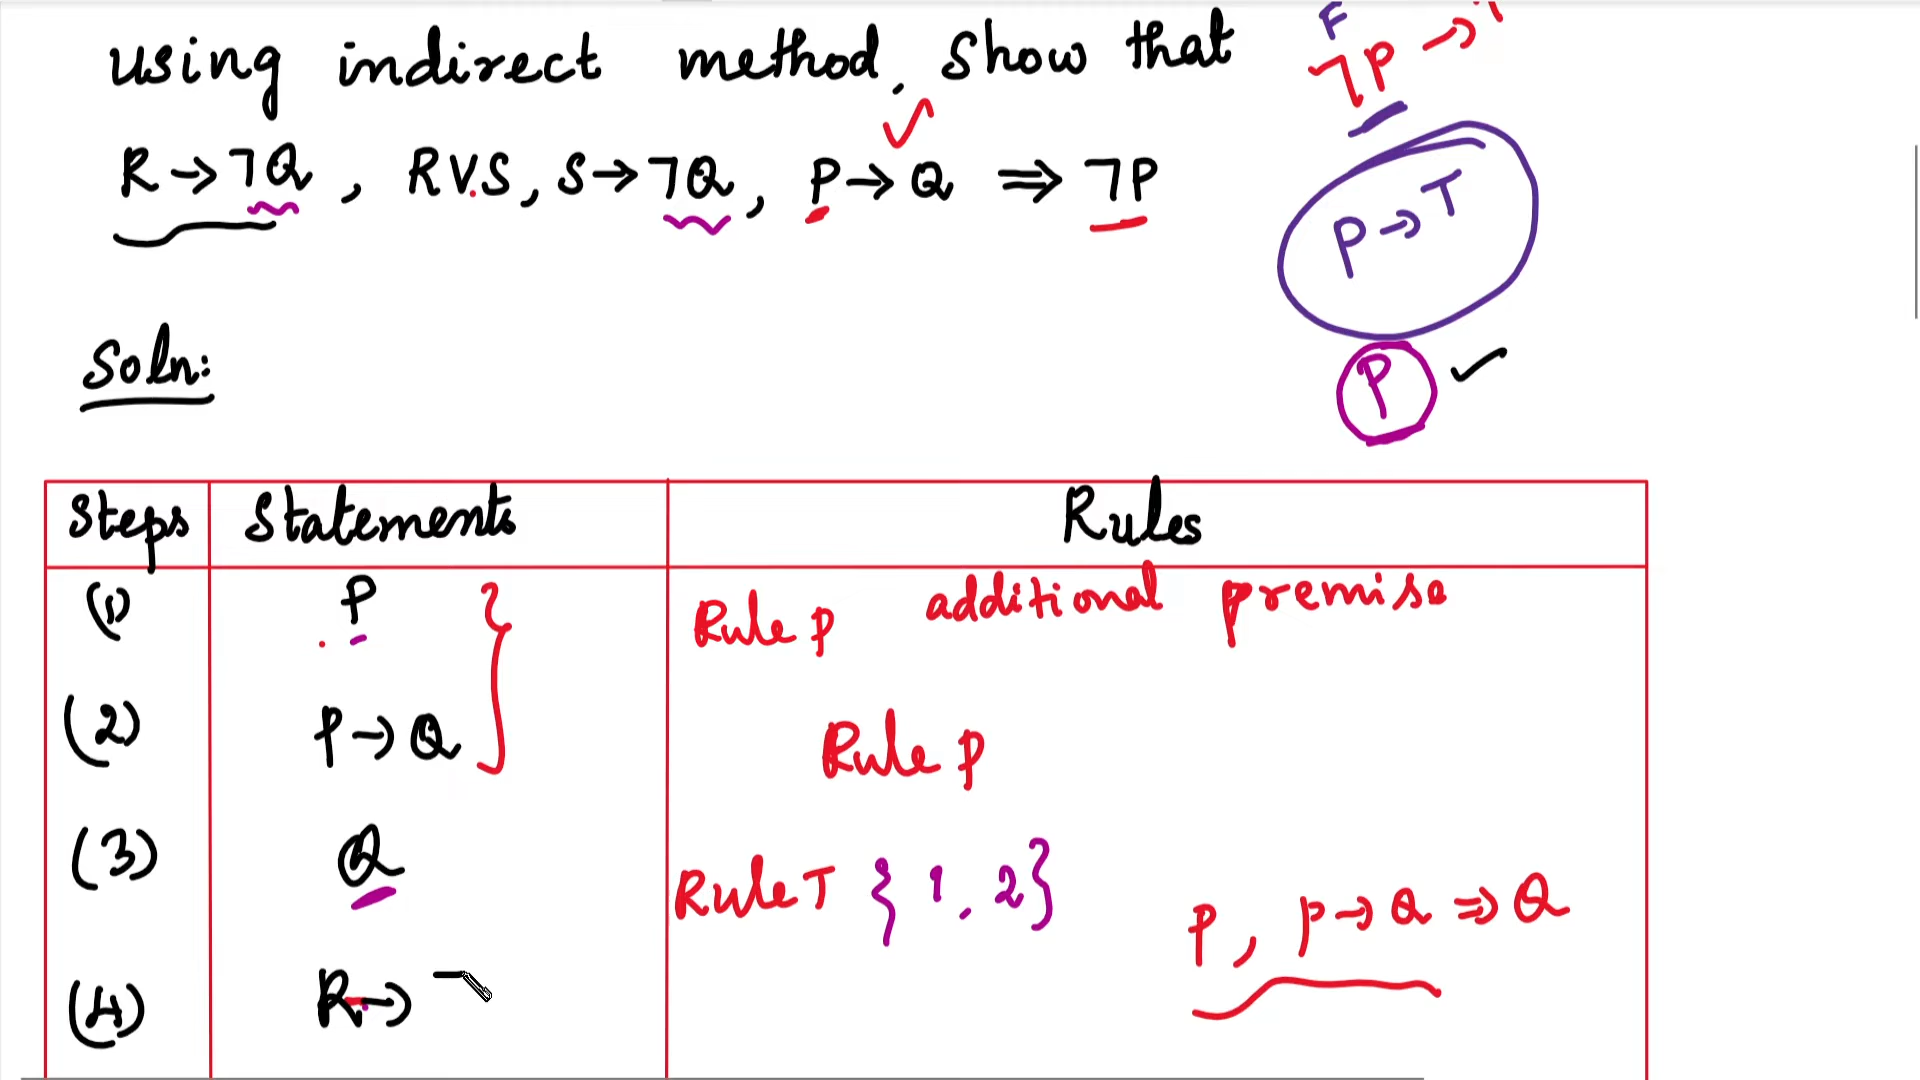 using indirect method, Show that
R → ¬Q , R V S , S → ¬Q , P → Q ⇒ ¬P
F
¬P →
P → T
P ✓
Soln:
Steps Statements Rules
(1) P Rule P additional premise
(2) P → Q Rule P
(3) Q Rule T { 1, 2 } P, P → Q ⇒ Q
(4) R → ¬